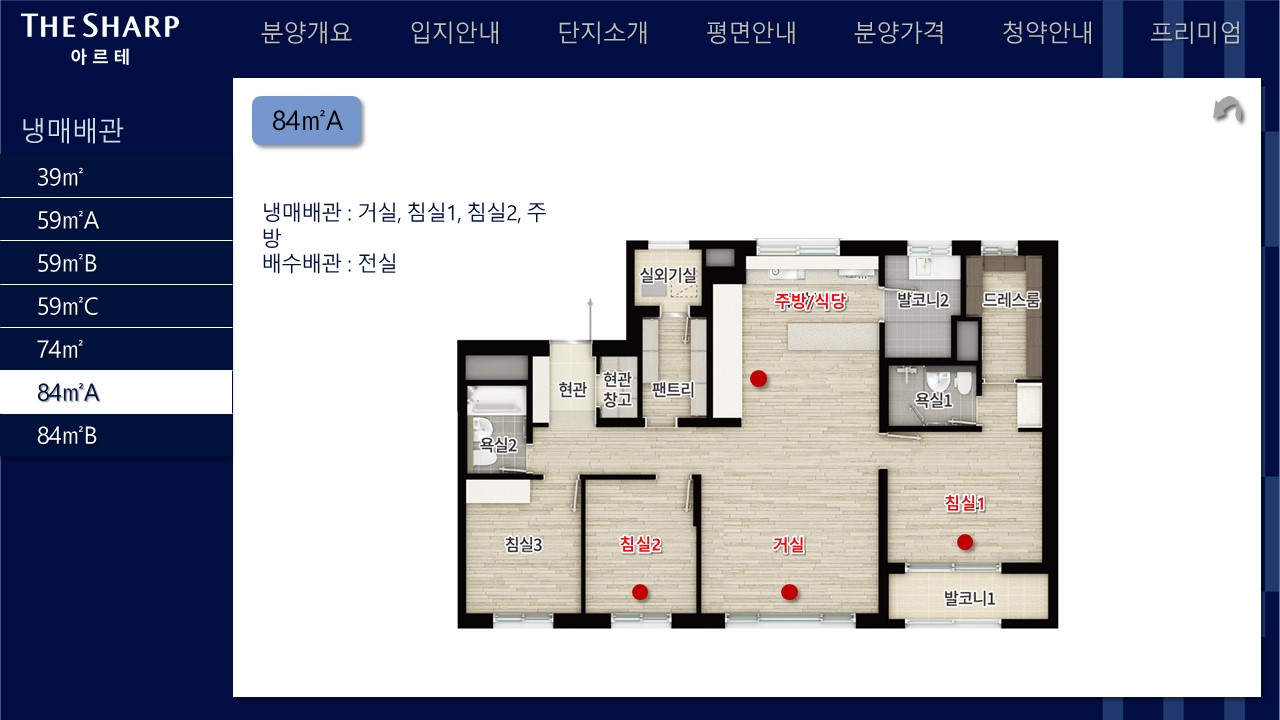 THE SHARP
아르테
분양개요 입지안내 단지소개 평면안내 분양가격 청약안내 프리미엄
냉매배관
39㎡
59㎡A
59㎡B
59㎡C
74㎡
84㎡A
84㎡B
84㎡A
냉매배관 : 거실, 침실1, 침실2, 주
방
배수배관 : 전실
실외기실
주방/식당
발코니2
드레스룸
현관
현관
창고
팬트리
욕실1
욕실2
침실1
침실3
침실2
거실
발코니1